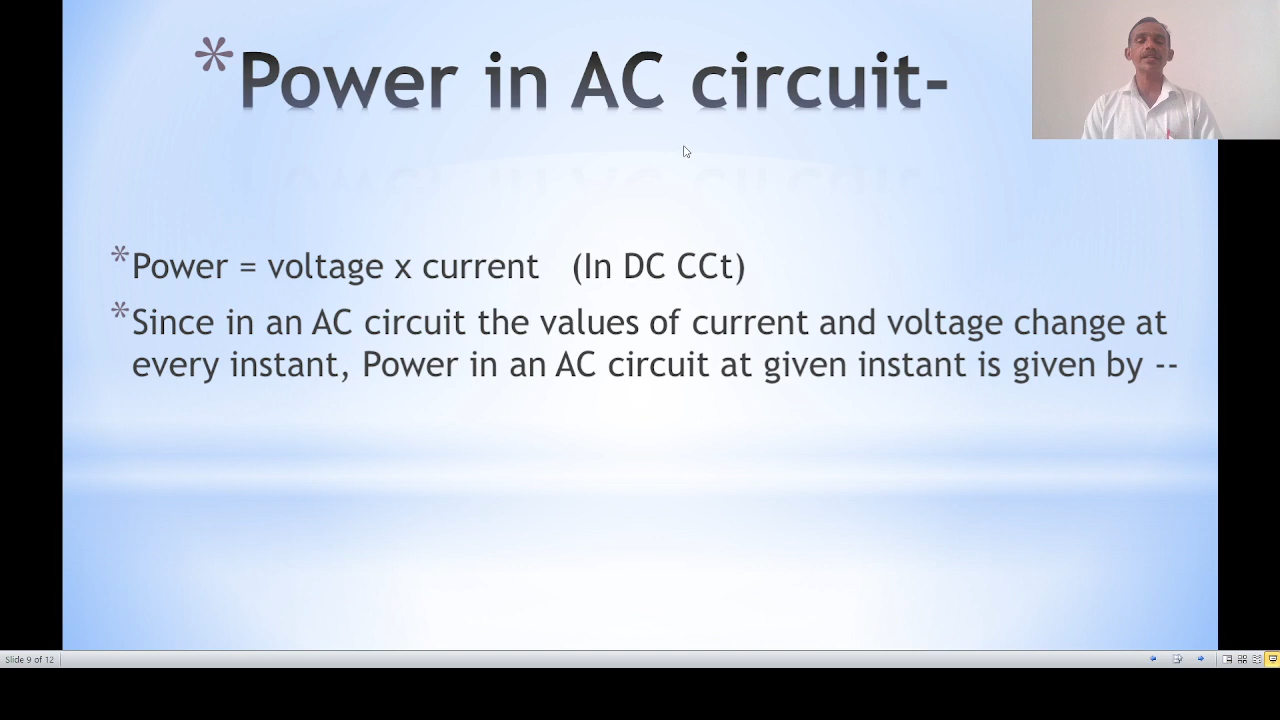 *Power in AC circuit-
*Power = voltage x current (In DC CCt)
*Since in an AC circuit the values of current and voltage change at
every instant, Power in an AC circuit at given instant is given by --
Slide 9 of 12